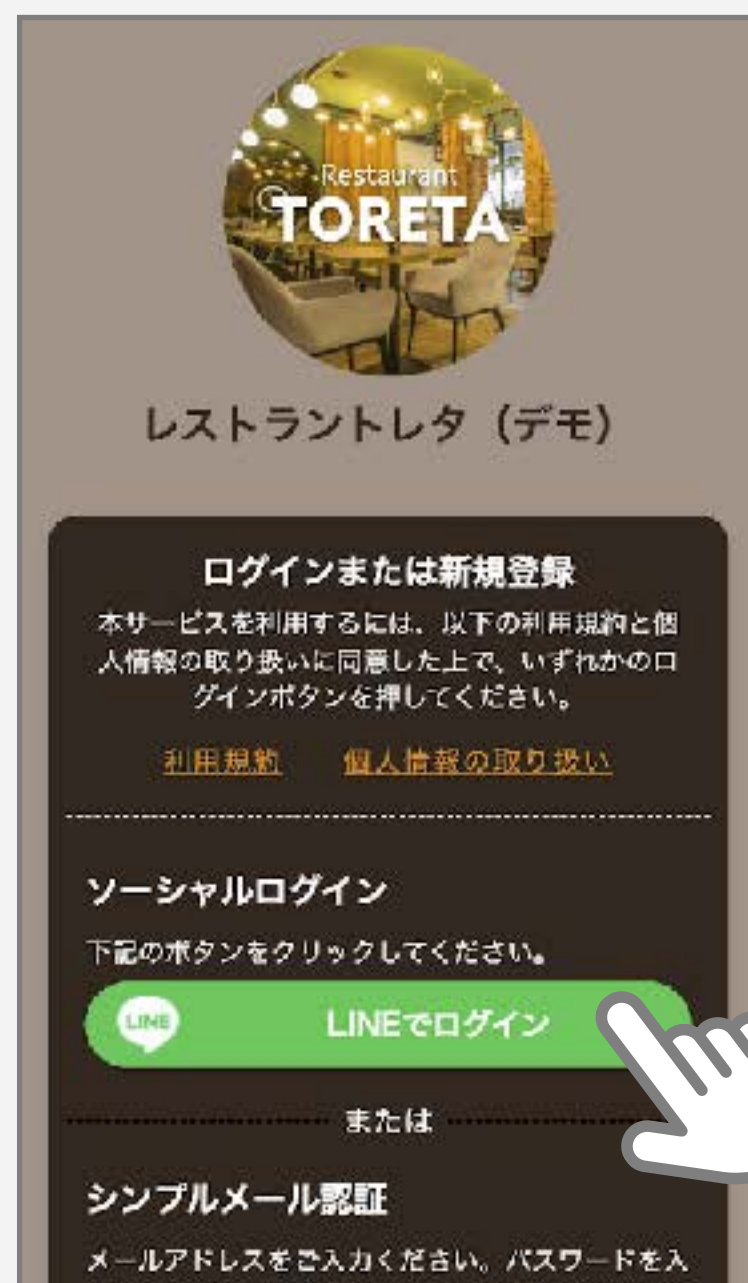 Restaurant
TORETA
レストラントレタ（デモ）
ログインまたは新規登録
本サービスを利用するには、以下の利用規約と個
人情報の取り扱いに同意した上で、いずれかのロ
グインボタンを押してください。
利用規約 個人情報の取り扱い
ソーシャルログイン
下記のボタンをクリックしてください。
LINE LINEでログイン
または
シンプルメール認証
メールアドレスをご入力ください。パスワードを入